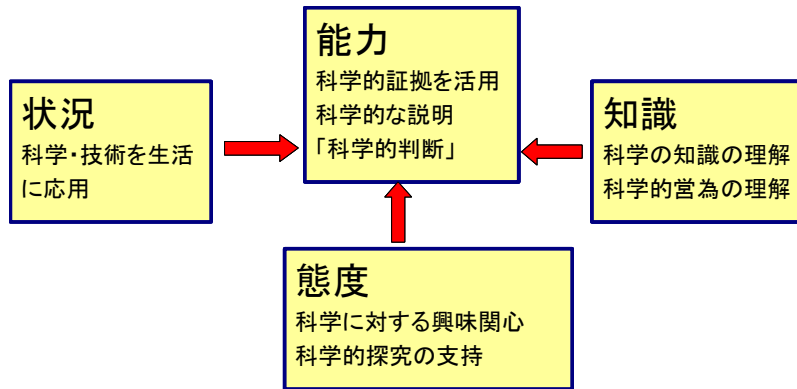 能力
科学的証拠を活用
科学的な説明
「科学的判断」
状況
科学・技術を生活
に応用
知識
科学の知識の理解
科学的営為の理解
態度
科学に対する興味関心
科学的探究の支持